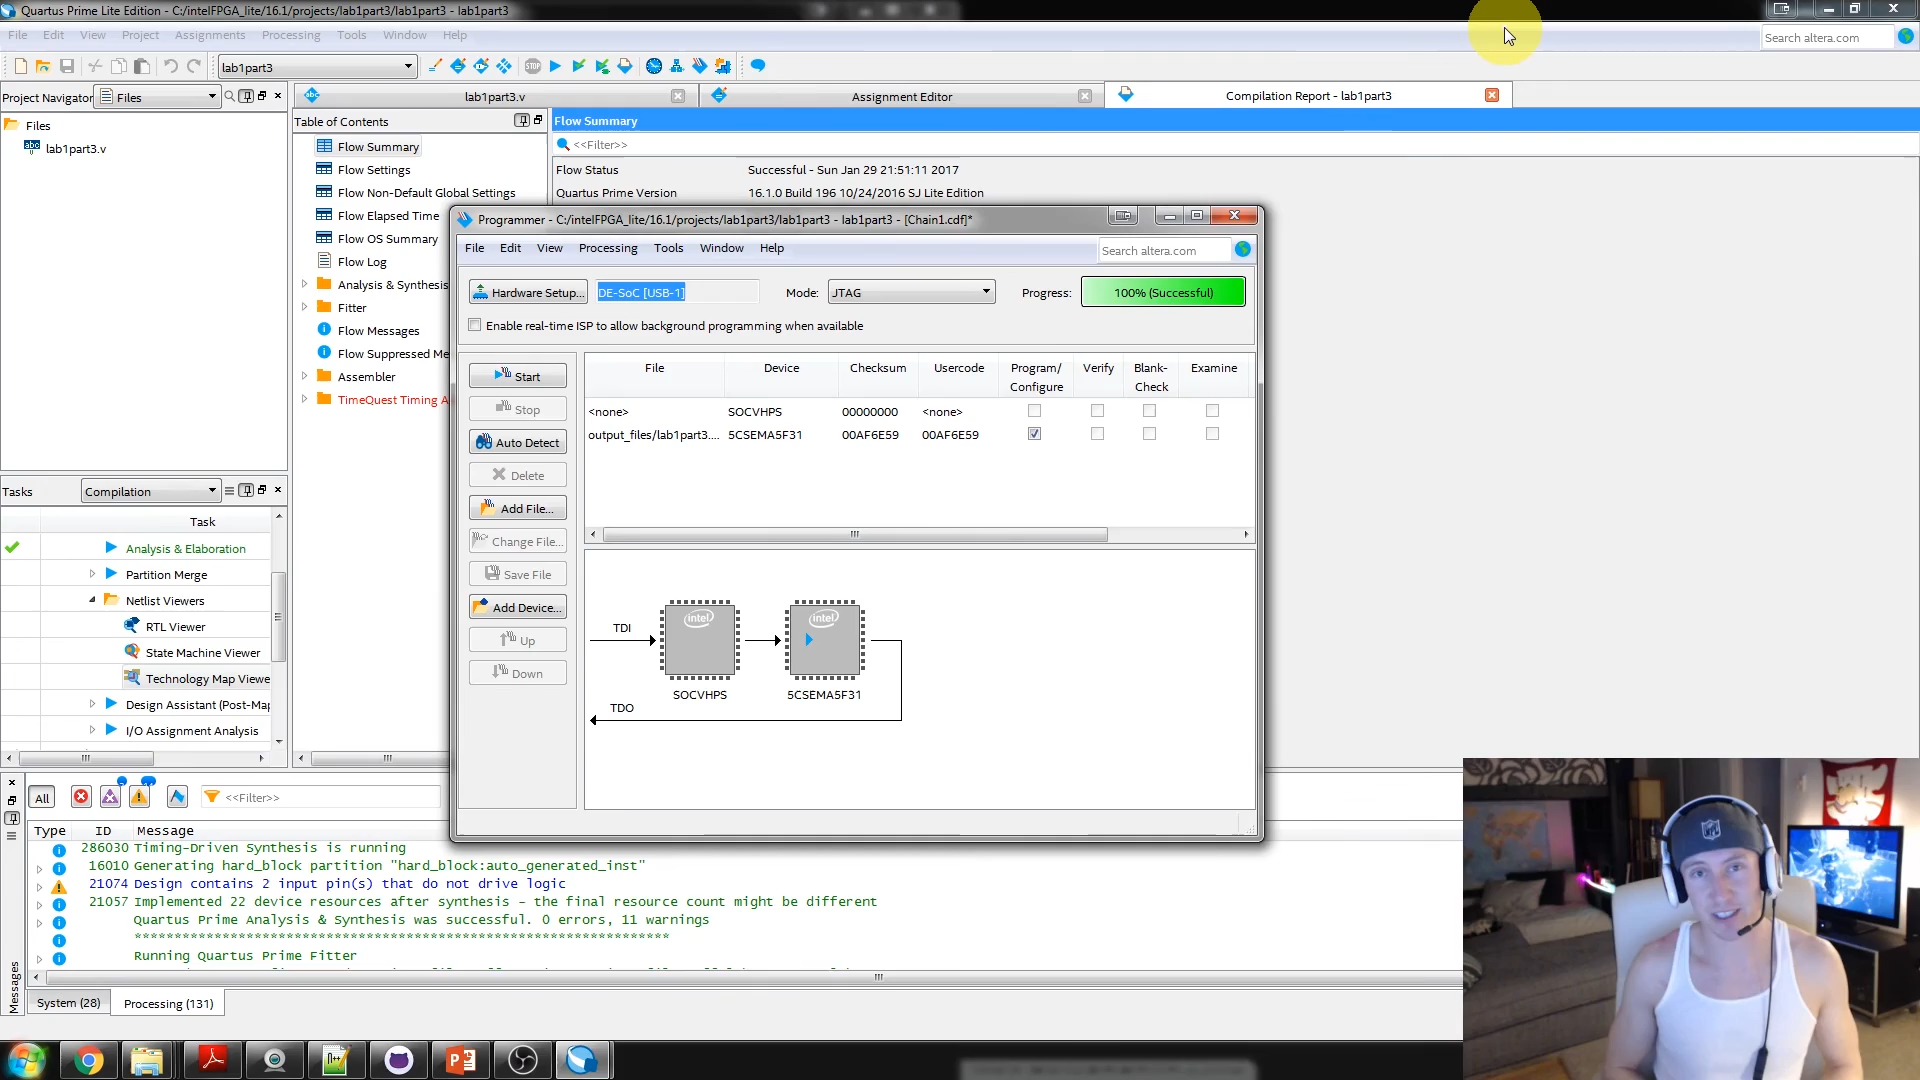 Quartus Prime Lite Edition - C:/intelFPGA_lite/16.1/projects/lab1part3/lab1part3 - lab1part3
File Edit View Project Assignments Processing Tools Window Help
Search altera.com
lab1part3
Project Navigator Files
lab1part3.v
Assignment Editor
Compilation Report - lab1part3
Files
lab1part3.v
Table of Contents
Flow Summary
Flow Settings
Flow Non-Default Global Settings
Flow Elapsed Time
Flow OS Summary
Flow Log
Analysis & Synthesis
Fitter
Flow Messages
Flow Suppressed Me
Assembler
TimeQuest Timing A
Flow Summary
<<Filter>>
Flow Status Successful - Sun Jan 29 21:51:11 2017
Quartus Prime Version 16.1.0 Build 196 10/24/2016 SJ Lite Edition
Programmer - C:/intelFPGA_lite/16.1/projects/lab1part3/lab1part3 - lab1part3 - [Chain1.cdf]*
File Edit View Processing Tools Window Help
Search altera.com
Hardware Setup... DE-SoC [USB-1] Mode: JTAG Progress: 100% (Successful)
Enable real-time ISP to allow background programming when available
Start
Stop
Auto Detect
Delete
Add File...
Change File...
Save File
Add Device...
Up
Down
File Device Checksum Usercode Program/ Verify Blank- Examine
Configure Check
<none> SOCVHPS 00000000 <none>
output_files/lab1part3.... 5CSEMA5F31 00AF6E59 00AF6E59
intel intel
TDI
SOCVHPS 5CSEMA5F31
TDO
Tasks Compilation
Task
Analysis & Elaboration
Partition Merge
Netlist Viewers
RTL Viewer
State Machine Viewer
Technology Map Viewe
Design Assistant (Post-Map
I/O Assignment Analysis
All <<Filter>>
Type ID Message
286030 Timing-Driven Synthesis is running
16010 Generating hard_block partition "hard_block:auto_generated_inst"
21074 Design contains 2 input pin(s) that do not drive logic
21057 Implemented 22 device resources after synthesis - the final resource count might be different
Quartus Prime Analysis & Synthesis was successful. 0 errors, 11 warnings
*******************************************************************
Running Quartus Prime Fitter
Messages
System (28) Processing (131)
NFL